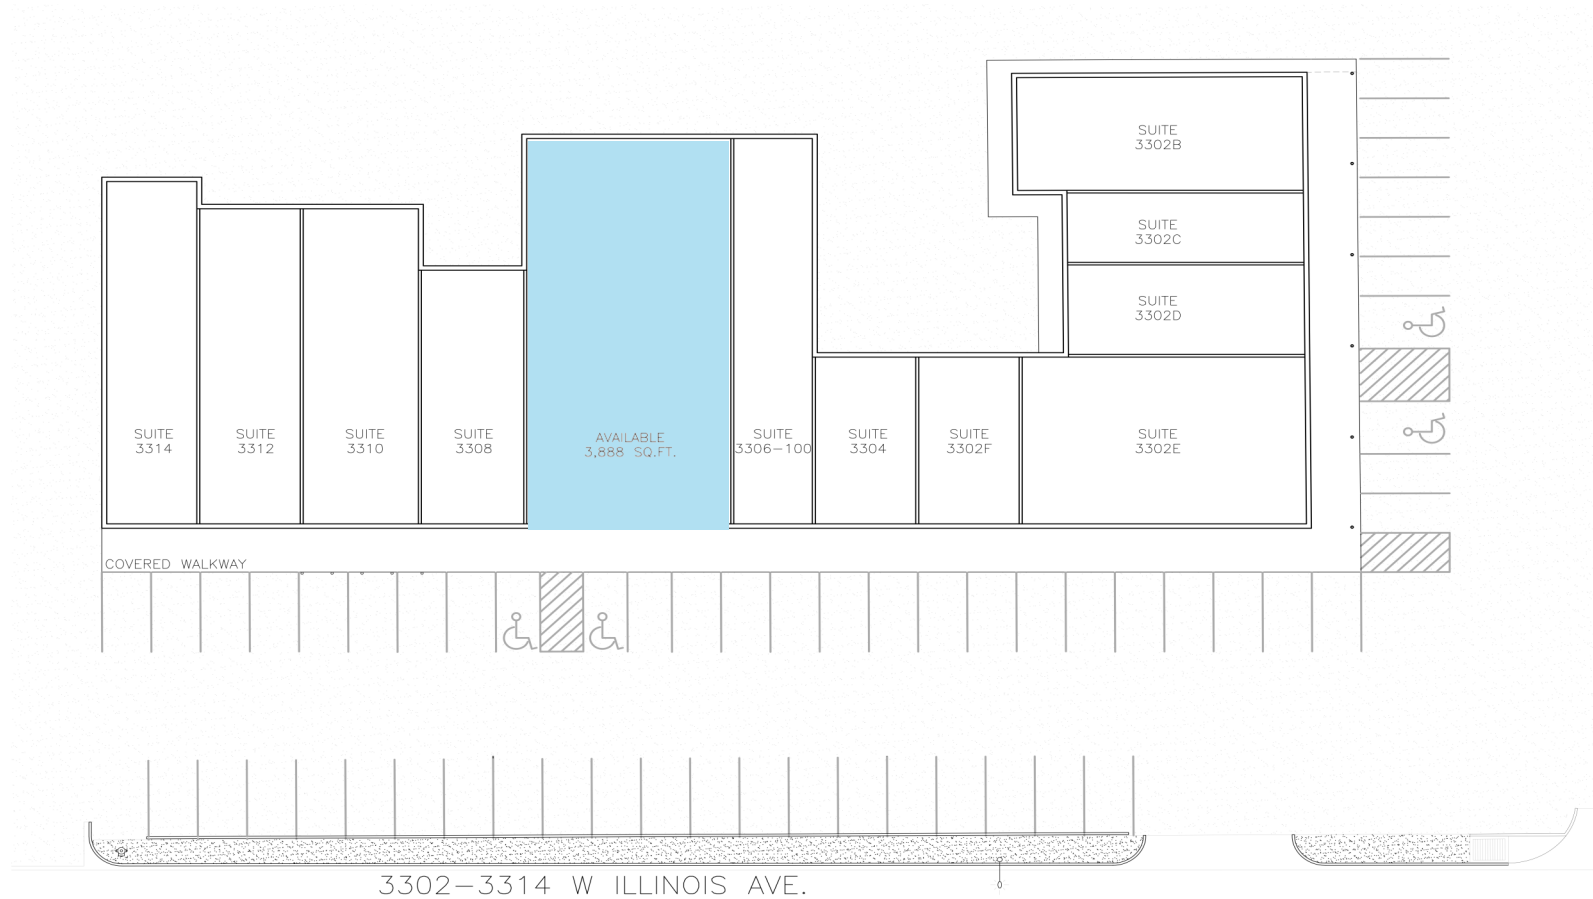 SUITE
3302B
SUITE
3302C
SUITE
3302D
SUITE
3314
SUITE
3312
SUITE
3310
SUITE
3308
AVAILABLE
3,888 SQ.FT.
SUITE
3306-100
SUITE
3304
SUITE
3302F
SUITE
3302E
COVERED WALKWAY
3302-3314 W ILLINOIS AVE.